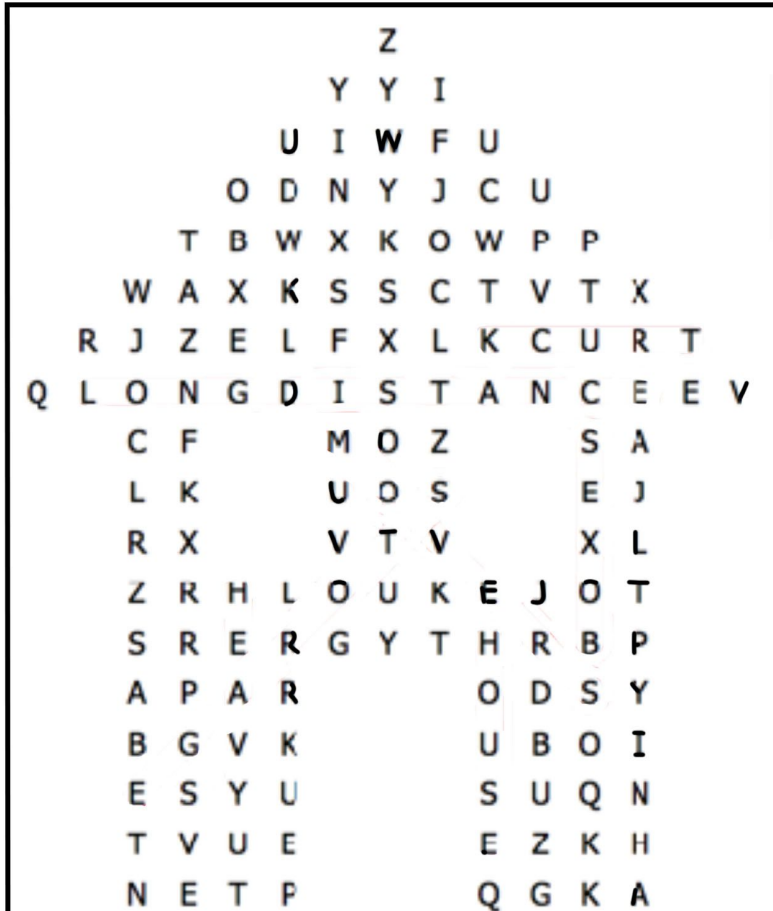 Z
Y Y I
U I W F U
O D N Y J C U
T B W X K O W P P
W A X K S S C T V T X
R J Z E L F X L K C U R T
Q L O N G D I S T A N C E E V
C F M O Z S A
L K U O S E J
R X V T V X L
Z R H L O U K E J O T
S R E R G Y T H R B P
A P A R O D S Y
B G V K U B O I
E S Y U S U Q N
T V U E E Z K H
N E T P Q G K A